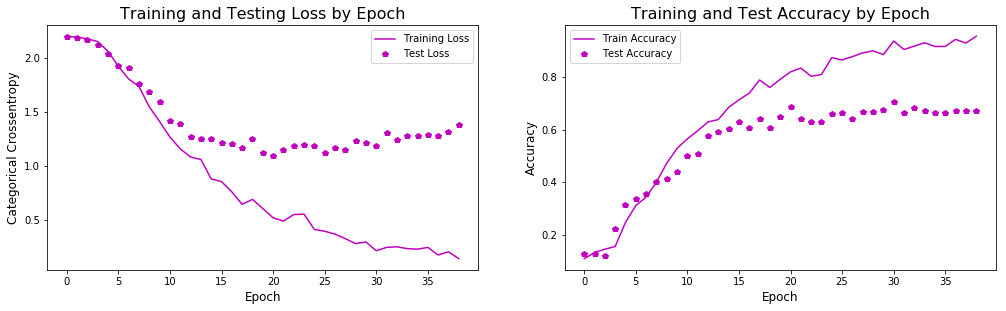 Training and Testing Loss by Epoch
Training Loss
Test Loss
Categorical Crossentropy
2.0
1.5
1.0
0.5
0 5 10 15 20 25 30 35
Epoch
Training and Test Accuracy by Epoch
Train Accuracy
Test Accuracy
Accuracy
0.8
0.6
0.4
0.2
0 5 10 15 20 25 30 35
Epoch